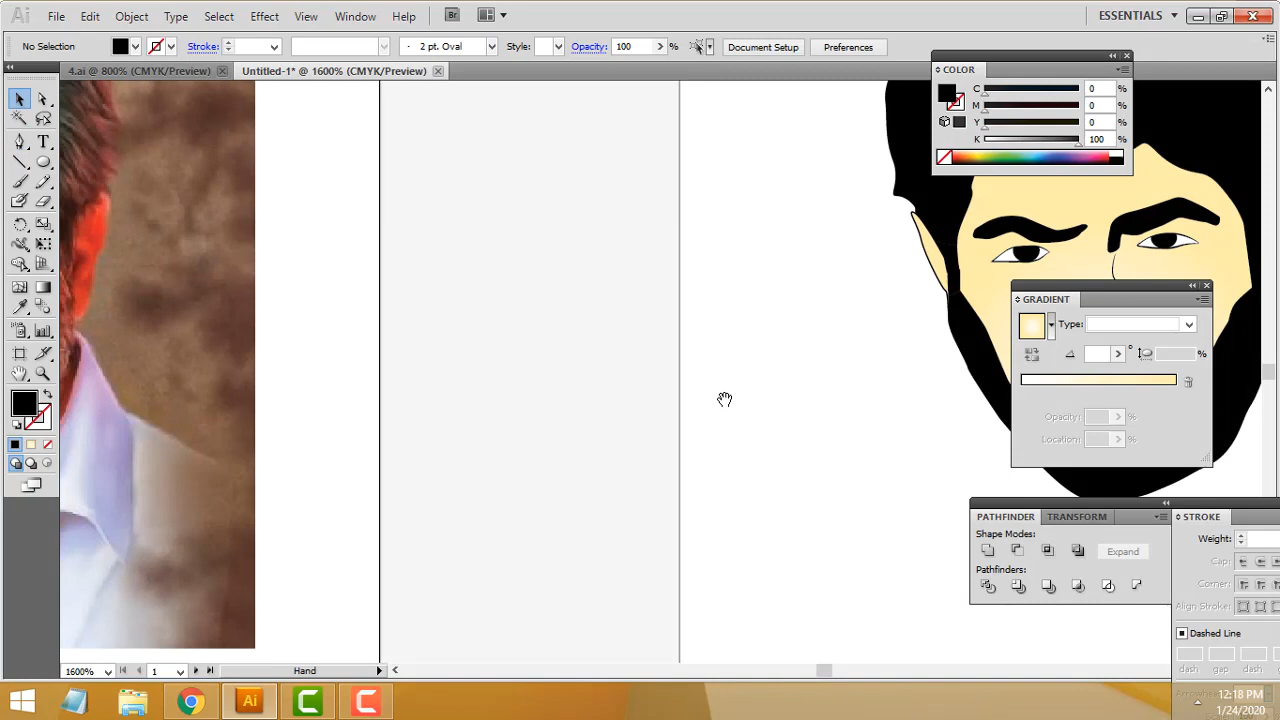 Ai File Edit Object Type Select Effect View Window Help Br ESSENTIALS
No Selection Stroke: 2 pt. Oval Style: Opacity: 100 % Document Setup Preferences
4.ai @ 800% (CMYK/Preview) Untitled-1* @ 1600% (CMYK/Preview)
COLOR
C 0 %
M 0 %
Y 0 %
K 100 %
GRADIENT
Type:
° %
Opacity: %
Location: %
PATHFINDER TRANSFORM
Shape Modes:
Expand
Pathfinders:
STROKE
Weight:
Cap:
Corner:
Align Stroke:
Dashed Line
dash gap dash
1600% 1 Hand
Ai
12:18 PM
1/24/2020